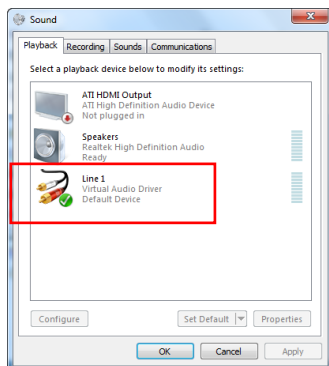 Sound
Playback Recording Sounds Communications
Select a playback device below to modify its settings:
ATI HDMI Output
ATI High Definition Audio Device
Not plugged in
Speakers
Realtek High Definition Audio
Ready
Line 1
Virtual Audio Driver
Default Device
Configure Set Default Properties
OK Cancel Apply